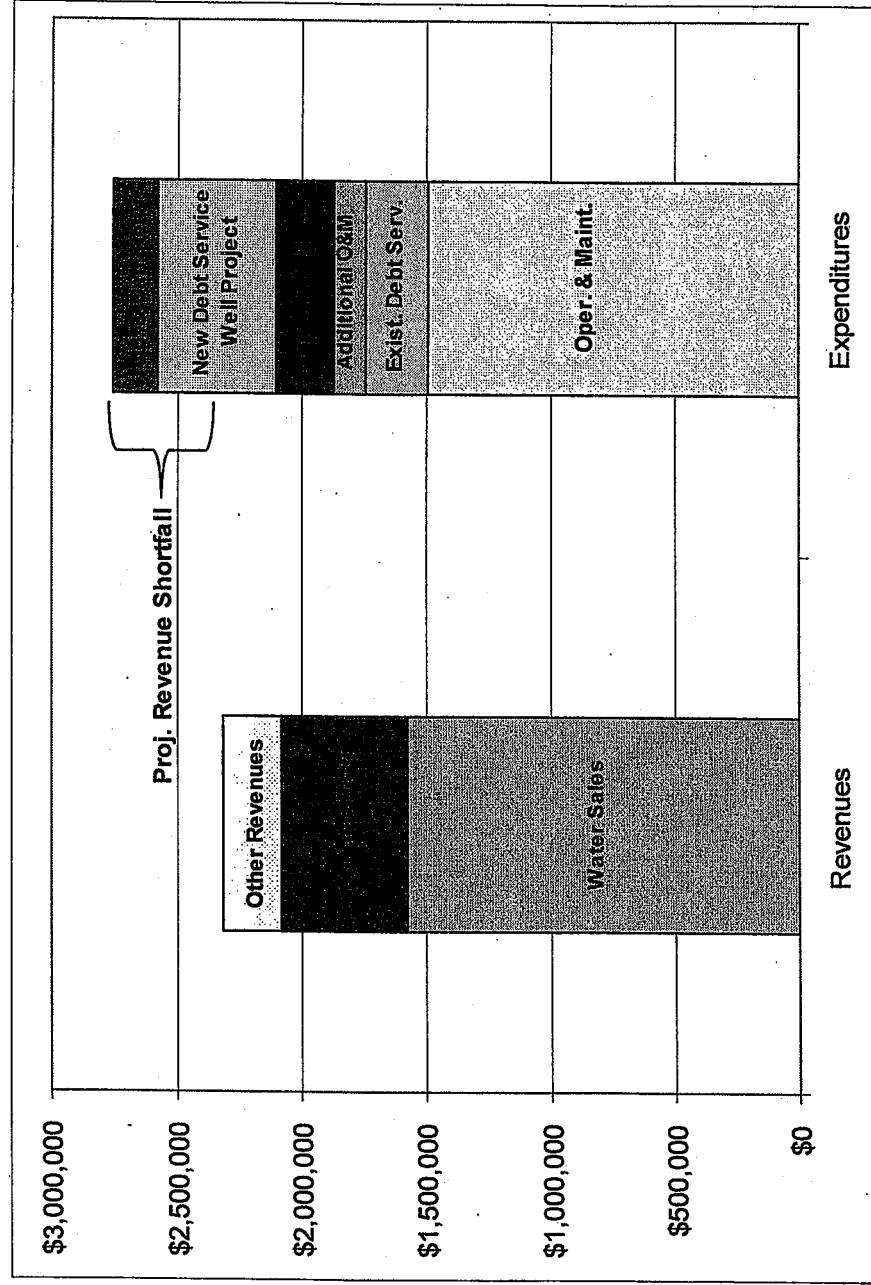 $3,000,000
$2,500,000
$2,000,000
$1,500,000
$1,000,000
$500,000
$0
Proj. Revenue Shortfall
Other Revenues
Water Sales
New Debt Service
Well Project
Additional O&M
Exist. Debt Serv.
Oper. & Maint.
Revenues
Expenditures